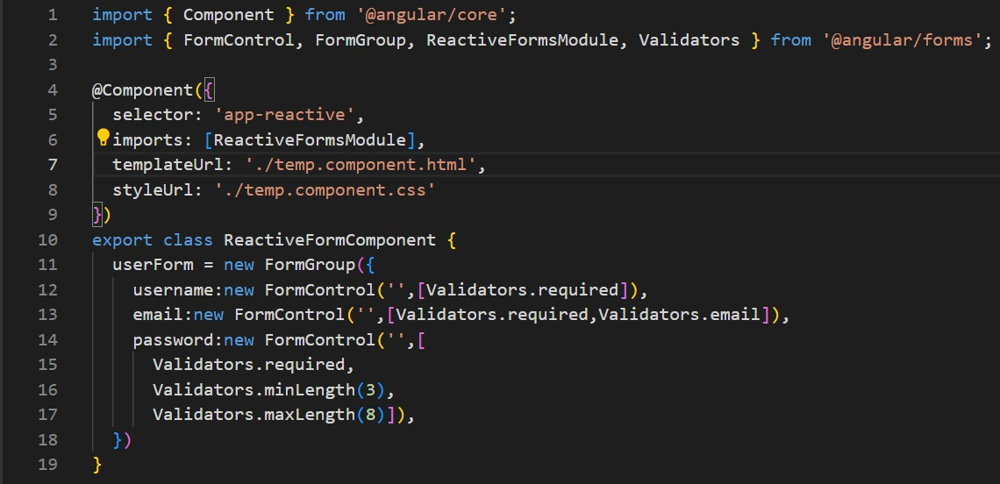 1 import { Component } from '@angular/core';
2 import { FormControl, FormGroup, ReactiveFormsModule, Validators } from '@angular/forms';
3
4 @Component({
5   selector: 'app-reactive',
6   imports: [ReactiveFormsModule],
7   templateUrl: './temp.component.html',
8   styleUrl: './temp.component.css'
9 })
10 export class ReactiveFormComponent {
11   userForm = new FormGroup({
12     username:new FormControl('',[Validators.required]),
13     email:new FormControl('',[Validators.required,Validators.email]),
14     password:new FormControl('',[
15       Validators.required,
16       Validators.minLength(3),
17       Validators.maxLength(8)]),
18   })
19 }